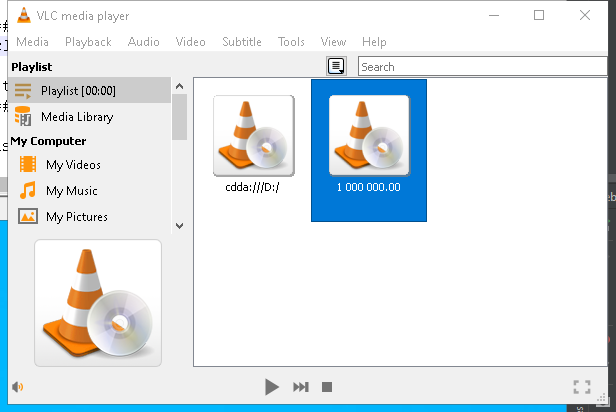 VLC media player
Media Playback Audio Video Subtitle Tools View Help
Playlist
Search
Playlist [00:00]
Media Library
My Computer
My Videos
My Music
My Pictures
cdda:///D:/
1 000 000.00